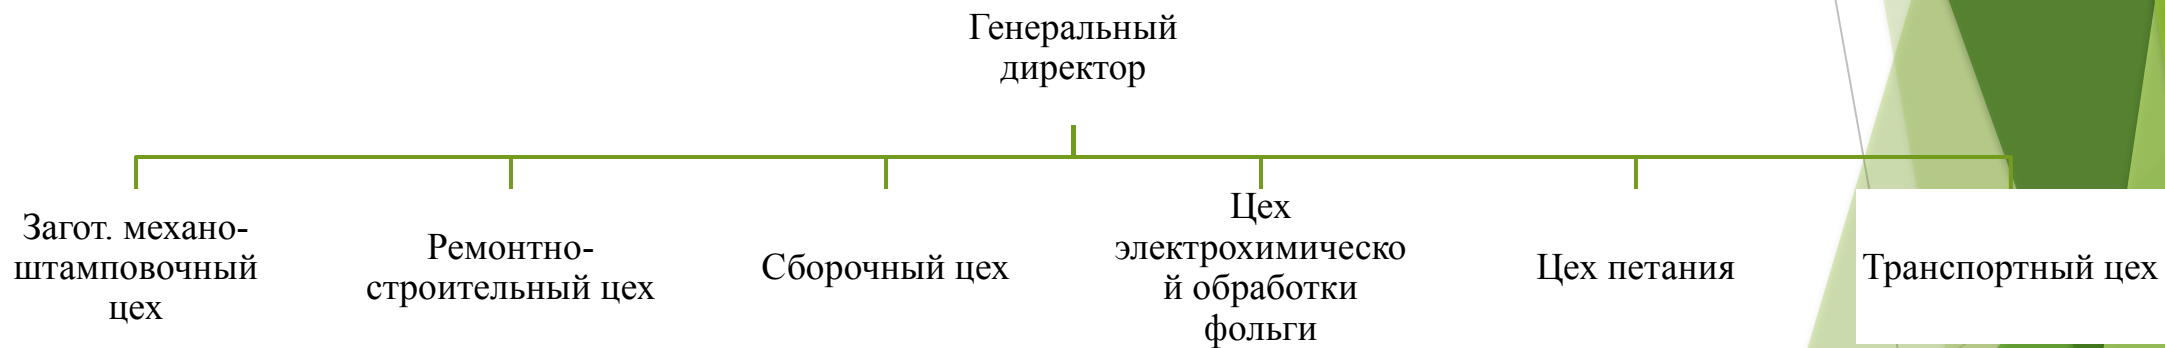 Генеральный
директор
Загот. механо-
штамповочный
цех
Ремонтно-
строительный цех
Сборочный цех
Цех
электрохимическо
й обработки
фольги
Цех петания
Транспортный цех